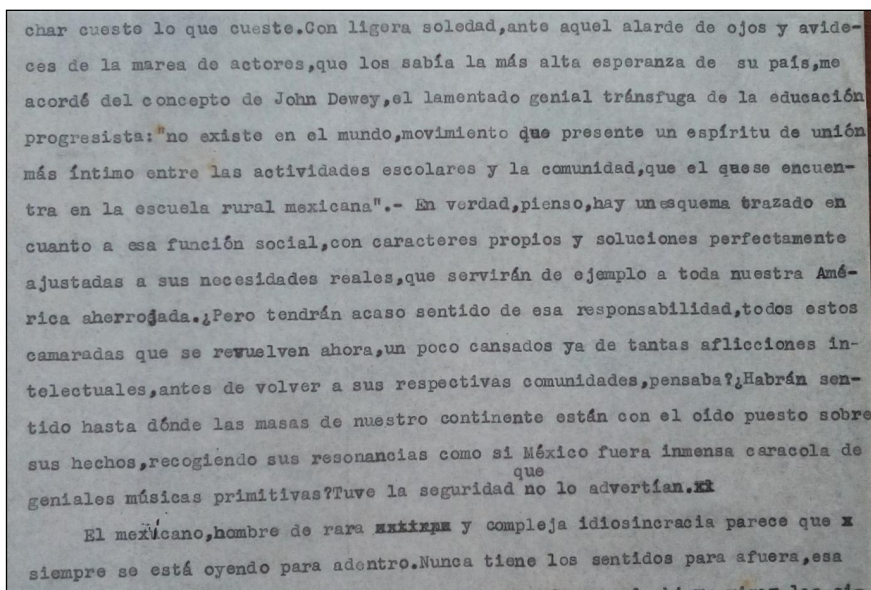 char cueste lo que cueste.Con ligera soledad,ante aquel alarde de ojos y avide-
ces de la marea de actores,que los sabía la más alta esperanza de su país,me
acordé del concepto de John Dewey,el lamentado genial tránsfuga de la educación
progresista:"no existe en el mundo,movimiento que presente un espíritu de unión
más íntimo entre las actividades escolares y la comunidad,que el que se encuen-
tra en la escuela rural mexicana".- En verdad,pienso,hay un esquema trazado en
cuanto a esa función social,con caracteres propios y soluciones perfectamente
ajustadas a sus necesidades reales,que servirán de ejemplo a toda nuestra Amé-
rica aherrojada.¿Pero tendrán acaso sentido de esa responsabilidad,todos estos
camaradas que se revuelven ahora,un poco cansados ya de tantas aflicciones in-
telectuales,antes de volver a sus respectivas comunidades,pensaba?¿Habrán sen-
tido hasta dónde las masas de nuestro continente están con el oído puesto sobre
sus hechos,recogiendo sus resonancias como si México fuera inmensa caracola de
que
geniales músicas primitivas?Tuve la seguridad no lo advertían.
El mexicano,hombre de rara y compleja idiosincracia parece que x
siempre se está oyendo para adentro.Nunca tiene los sentidos para afuera,esa